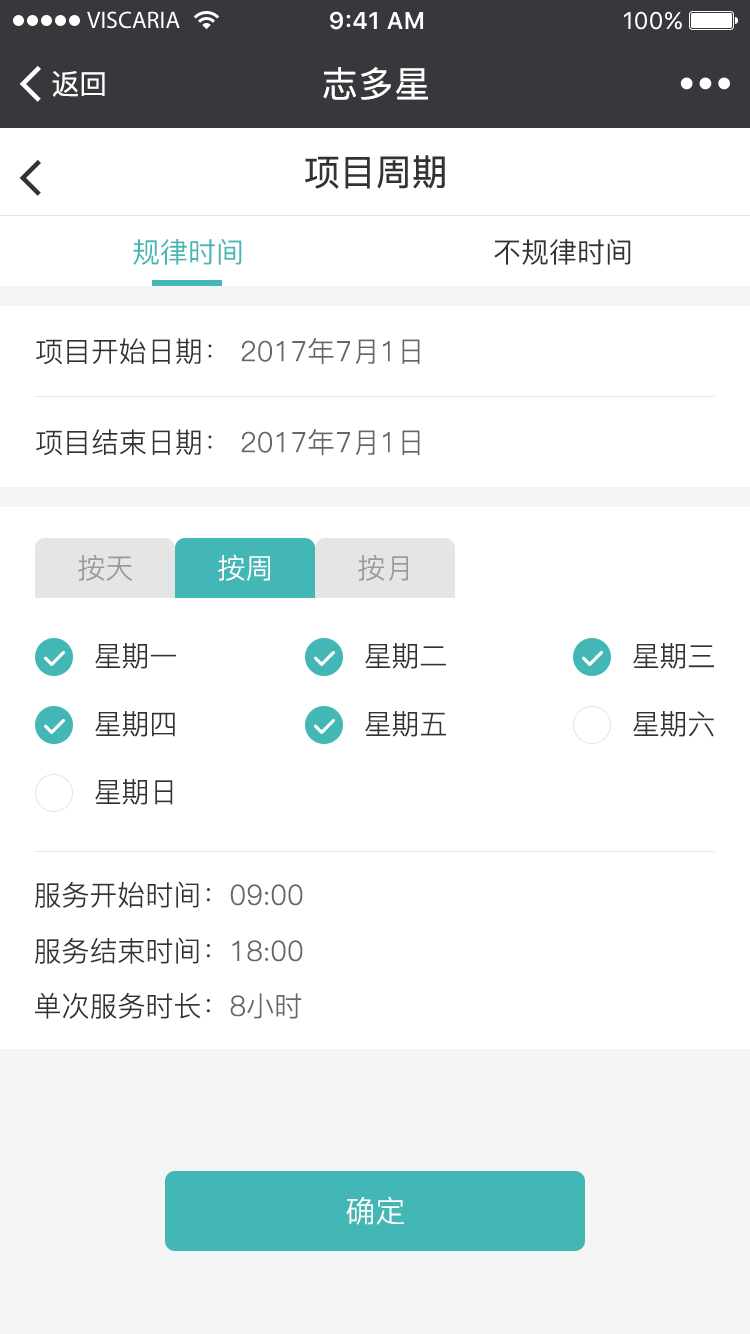 VISCARIA 9:41 AM 100%
返回 志多星
项目周期
规律时间 不规律时间
项目开始日期： 2017年7月1日
项目结束日期： 2017年7月1日
按天 按周 按月
星期一 星期二 星期三
星期四 星期五 星期六
星期日
服务开始时间：09:00
服务结束时间：18:00
单次服务时长：8小时
确定